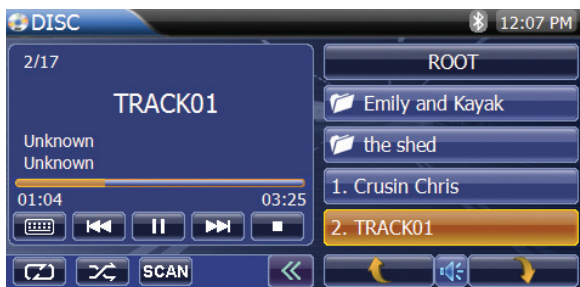 DISC
12:07 PM
2/17
TRACK01
Unknown
Unknown
01:04
03:25
SCAN
ROOT
Emily and Kayak
the shed
1. Crusin Chris
2. TRACK01